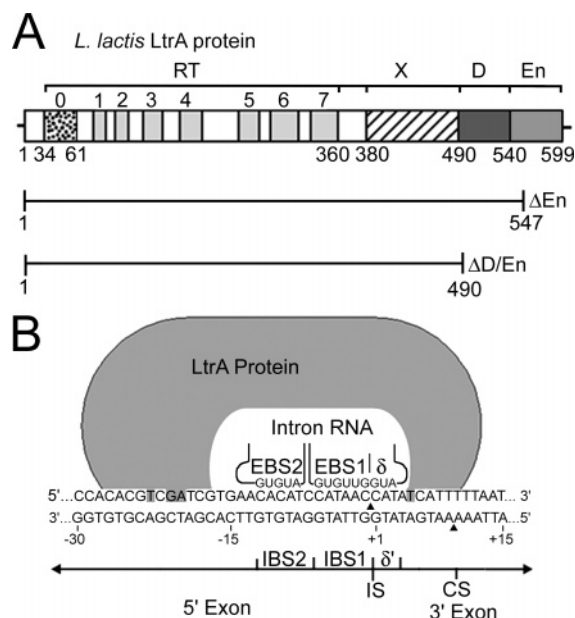 A
L. lactis LtrA protein
RT X D En
0 1 2 3 4 5 6 7
1 34 61 360 380 490 540 599
ΔEn
1 547
ΔD/En
1 490
B
LtrA Protein
Intron RNA
EBS2 EBS1 δ
GUGUA GUGUUGGUA
5'...CCACACGTCGATCGTGAACACATCCATAACCATATCATTTTTAAT... 3'
3'...GGTGTGCAGCTAGCACTTGTGTAGGTATTGGTATAGTAAAAATTA...5'
-30 -15 +1 +15
IBS2 IBS1 δ'
IS CS
5' Exon 3' Exon